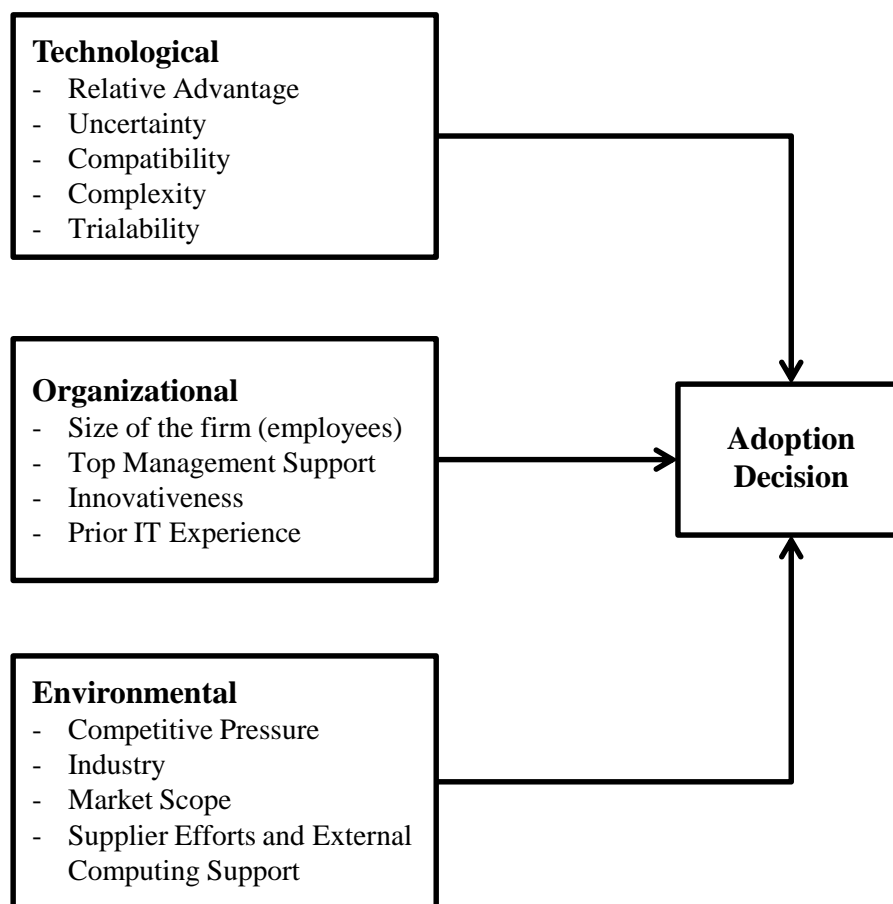 Technological
- Relative Advantage
- Uncertainty
- Compatibility
- Complexity
- Trialability
Organizational
- Size of the firm (employees)
- Top Management Support
- Innovativeness
- Prior IT Experience
Adoption
Decision
Environmental
- Competitive Pressure
- Industry
- Market Scope
- Supplier Efforts and External
Computing Support